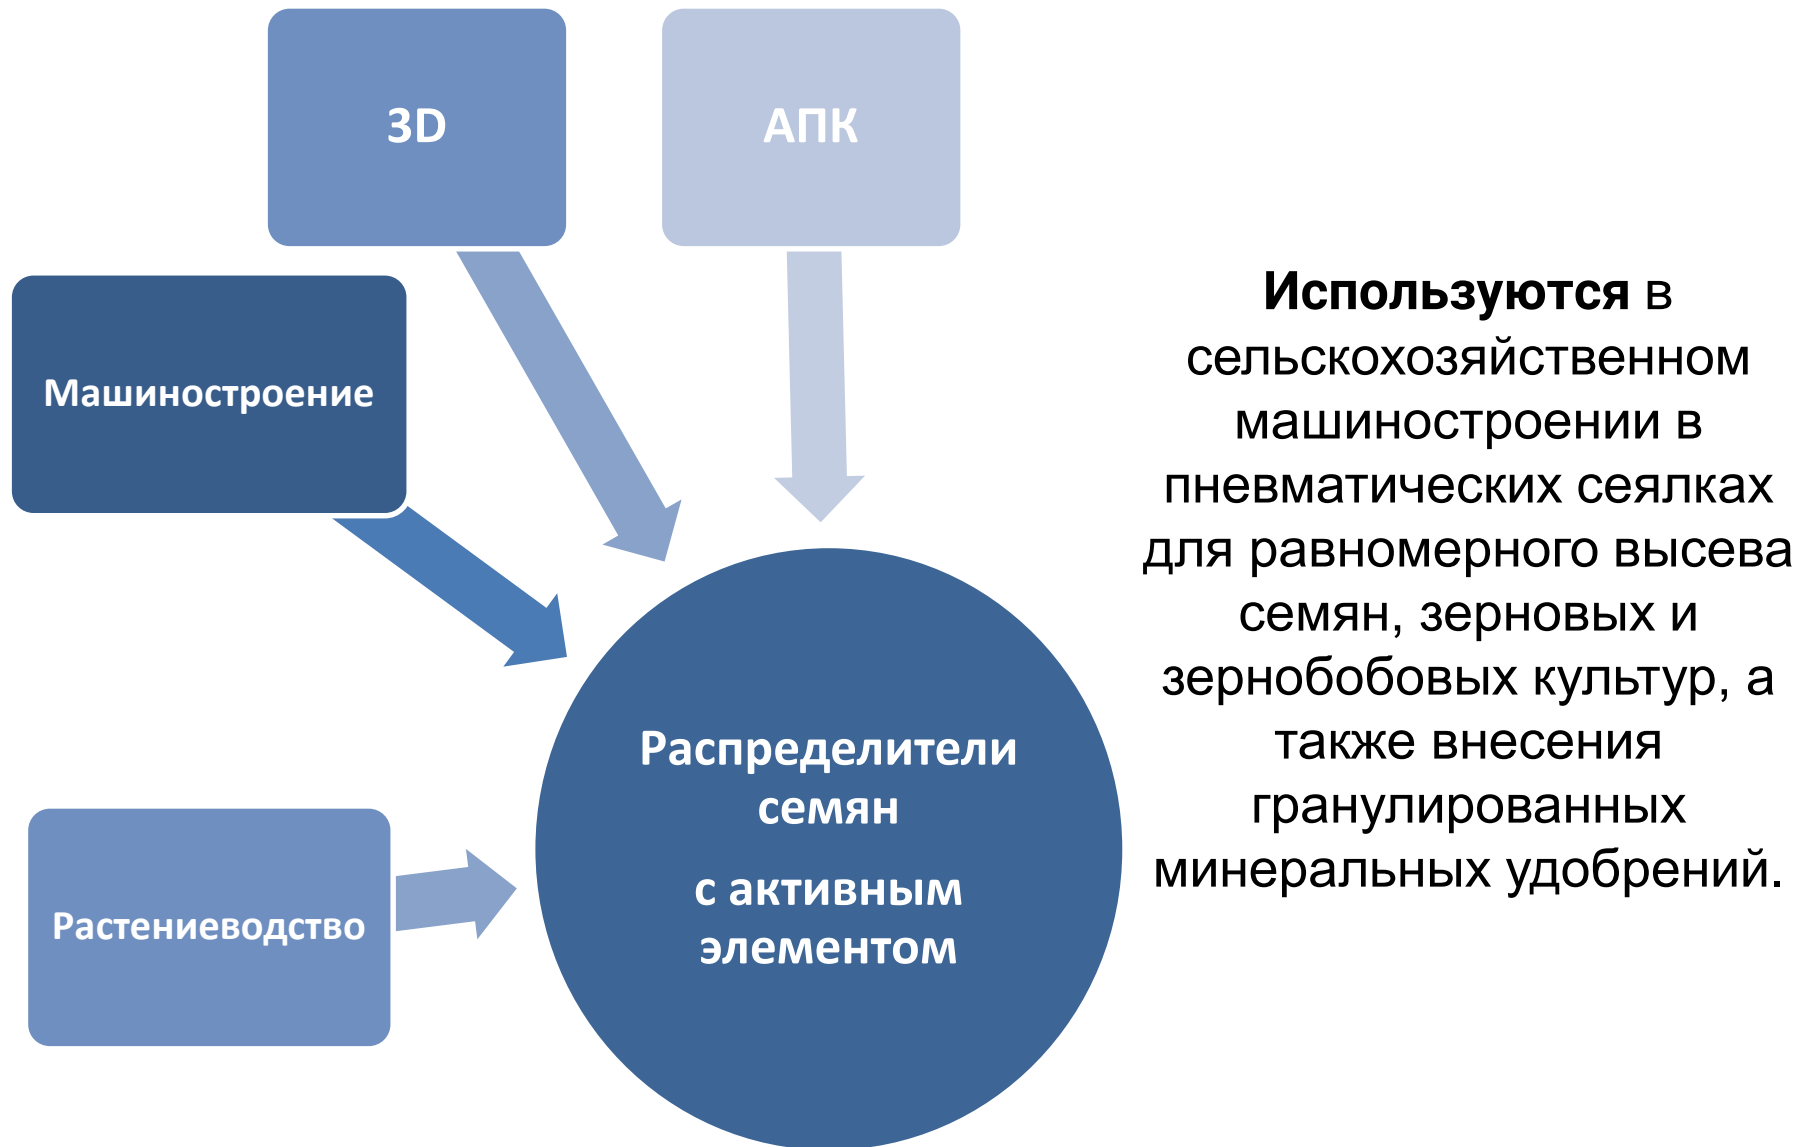 3D
АПК
Машиностроение
Растениеводство
Распределители
семян
с активным
элементом
Используются в
сельскохозяйственном
машиностроении в
пневматических сеялках
для равномерного высева
семян, зерновых и
зернобобовых культур, а
также внесения
гранулированных
минеральных удобрений.